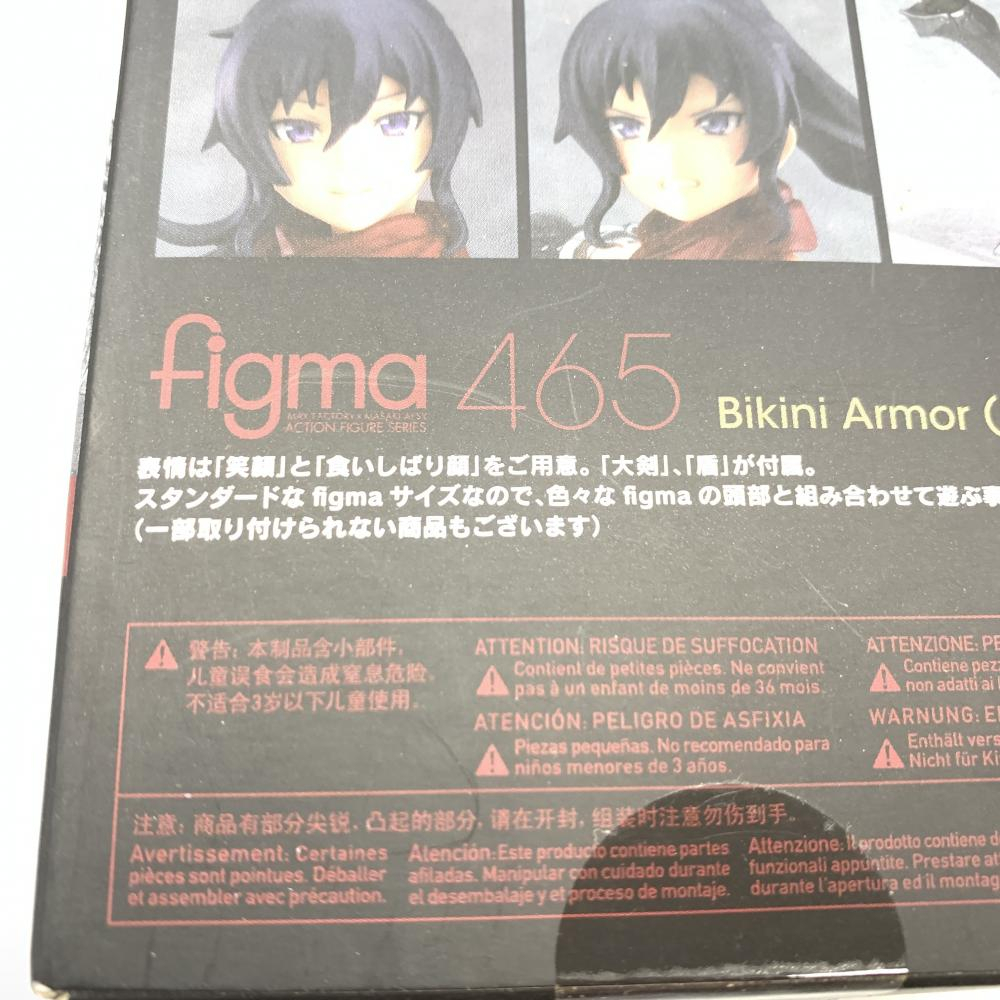 figma 465
MAX FACTORY × MASAKI APSY
ACTION FIGURE SERIES
Bikini Armor (
表情は「笑顔」と「食いしばり顔」をご用意。「大剣」、「盾」が付属。
スタンダードな figma サイズなので、色々な figma の頭部と組み合わせて遊ぶ事
(一部取り付けられない商品もございます)
警告: 本制品含小部件,
儿童误食会造成窒息危险,
不适合3岁以下儿童使用。
ATTENTION: RISQUE DE SUFFOCATION
Contient de petites pièces. Ne convient
pas à un enfant de moins de 36 mois
ATENCIÓN: PELIGRO DE ASFIXIA
Piezas pequeñas. No recomendado para
niños menores de 3 años.
ATTENZIONE: PE
Contiene pezz
non adatti ai
WARNUNG: E
Enthält vers
Nicht für Ki
注意: 商品有部分尖锐, 凸起的部分, 请在开封, 组装时注意勿伤到手。
Avertissement: Certaines
pièces sont pointues. Déballer
et assembler avec précaution.
Atención: Este producto contiene partes
afiladas. Manipular con cuidado durante
el desembalaje y el proceso de montaje.
Attenzione: Il prodotto contiene d
funzionali appuntite. Prestare at
durante l'apertura ed il montag